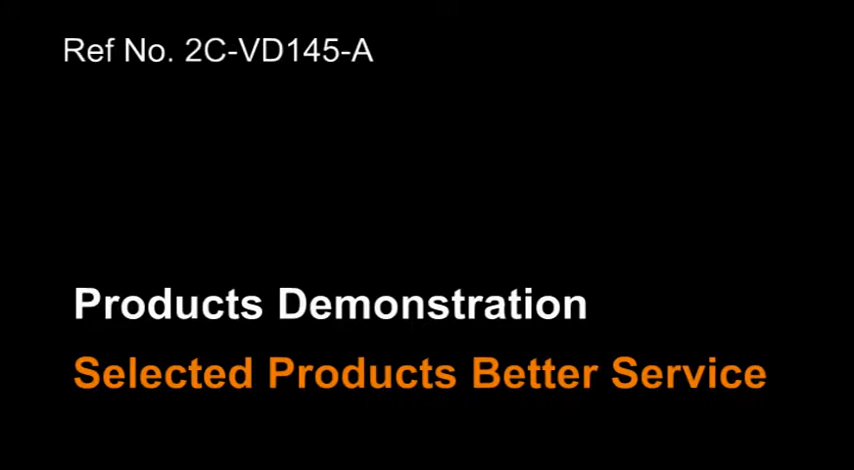 Ref No. 2C-VD145-A
Products Demonstration
Selected Products Better Service